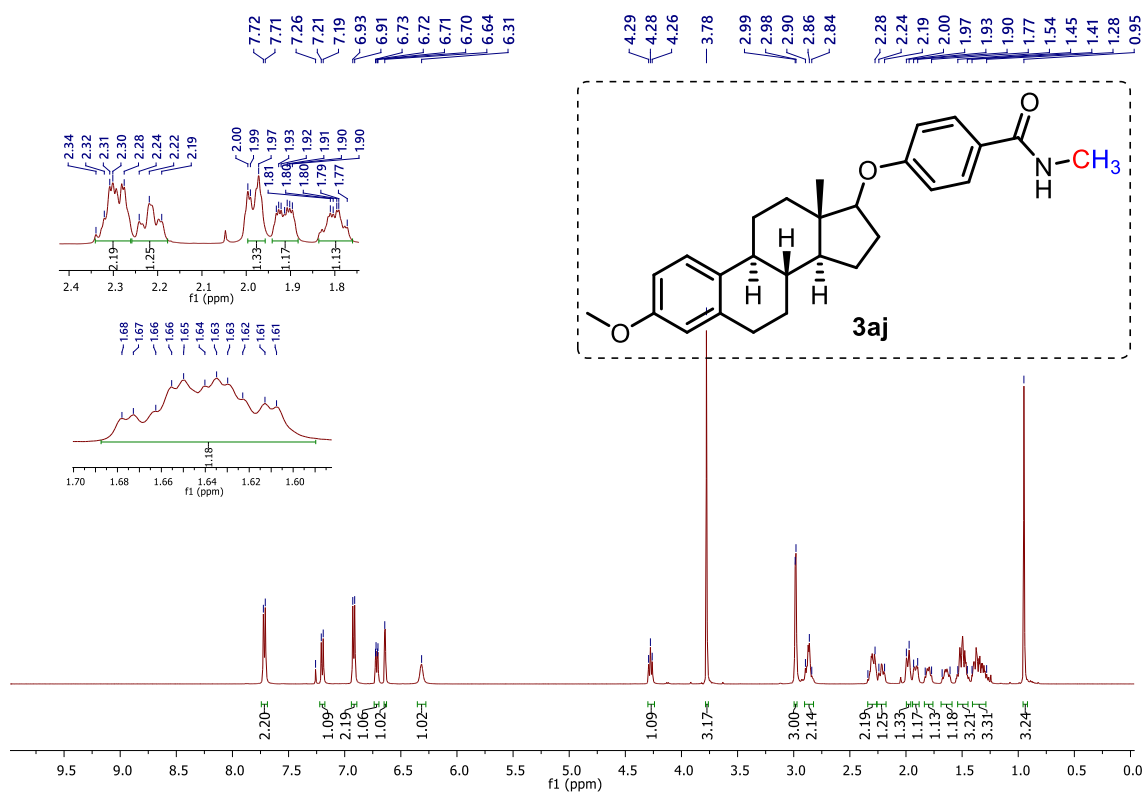 7.72 7.71 7.26 7.21 7.19 6.93 6.91 6.73 6.72 6.71 6.70 6.64 6.31 4.29 4.28 4.26 3.78 2.99 2.98 2.90 2.86 2.84 2.28 2.24 2.19 2.00 1.97 1.93 1.90 1.77 1.54 1.45 1.41 1.28 0.95
2.34 2.32 2.31 2.30 2.28 2.24 2.22 2.19 2.00 1.99 1.97 1.93 1.92 1.91 1.90 1.90
1.81 1.80 1.80 1.79 1.77
2.19 1.25 1.33 1.17 1.13
2.4 2.3 2.2 2.1 2.0 1.9 1.8
f1 (ppm)
1.68 1.67 1.66 1.66 1.65 1.64 1.63 1.63 1.62 1.61 1.61
1.18
1.70 1.68 1.66 1.64 1.62 1.60
f1 (ppm)
O
O
N
H
CH3
H
H
H
O
3aj
2.20 1.09 2.19 1.06 1.02 1.02 1.09 3.17 3.00 2.14 2.19 1.25 1.33 1.17 1.13 1.18 3.21 3.31 3.24
9.5 9.0 8.5 8.0 7.5 7.0 6.5 6.0 5.5 5.0 4.5 4.0 3.5 3.0 2.5 2.0 1.5 1.0 0.5 0.0
f1 (ppm)